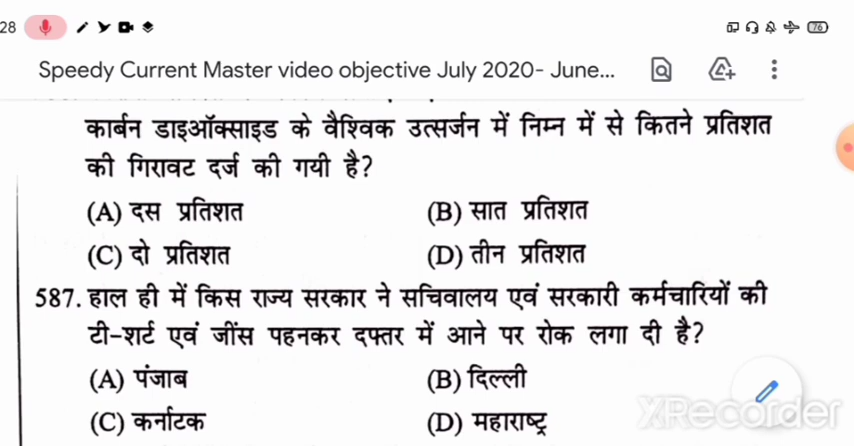 28
76
Speedy Current Master video objective July 2020- June...
कार्बन डाइऑक्साइड के वैश्विक उत्सर्जन में निम्न में से कितने प्रतिशत
की गिरावट दर्ज की गयी है?
(A) दस प्रतिशत (B) सात प्रतिशत
(C) दो प्रतिशत (D) तीन प्रतिशत
587. हाल ही में किस राज्य सरकार ने सचिवालय एवं सरकारी कर्मचारियों की
टी-शर्ट एवं जींस पहनकर दफ्तर में आने पर रोक लगा दी है?
(A) पंजाब (B) दिल्ली
(C) कर्नाटक (D) महाराष्ट्र
XRecorder